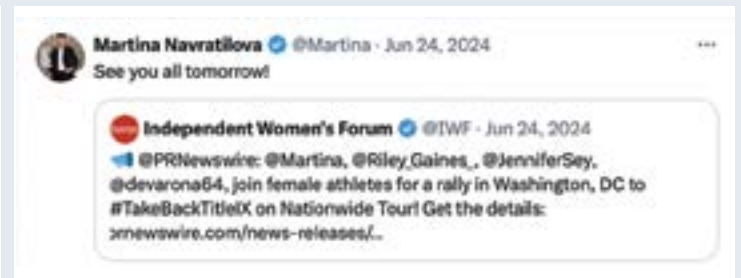 Martina Navratilova @Martina · Jun 24, 2024 ...
See you all tomorrow!
Independent Women's Forum @IWF · Jun 24, 2024
@PRNewswire: @Martina, @Riley_Gaines_, @JenniferSey,
@devarona64, join female athletes for a rally in Washington, DC to
#TakeBackTitleIX on Nationwide Tour! Get the details:
prnewswire.com/news-releases/...